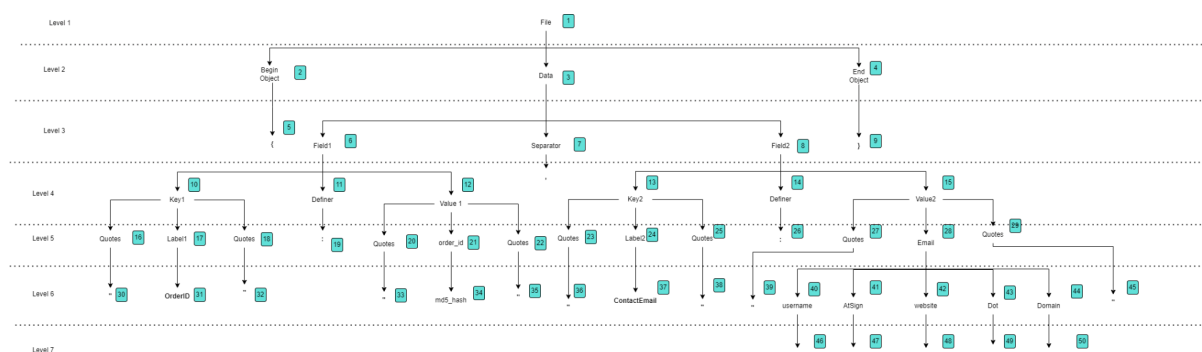 Level 1
File
1
Level 2
Begin
Object
2
Data
3
End
Object
4
Level 3
{
5
Field1
6
Separator
7
Field2
8
}
9
Level 4
Key1
10
Definer
11
Value 1
12
,
Key2
13
Definer
14
Value2
15
Level 5
Quotes
16
Label1
17
Quotes
18
:
19
Quotes
20
order_id
21
Quotes
22
Quotes
23
Label2
24
Quotes
25
:
26
Quotes
27
Email
28
Quotes
29
Level 6
"
30
OrderID
31
"
32
"
33
md5_hash
34
"
35
"
36
ContactEmail
37
"
38
"
39
username
40
AtSign
41
website
42
Dot
43
Domain
44
"
45
Level 7
46
47
48
49
50